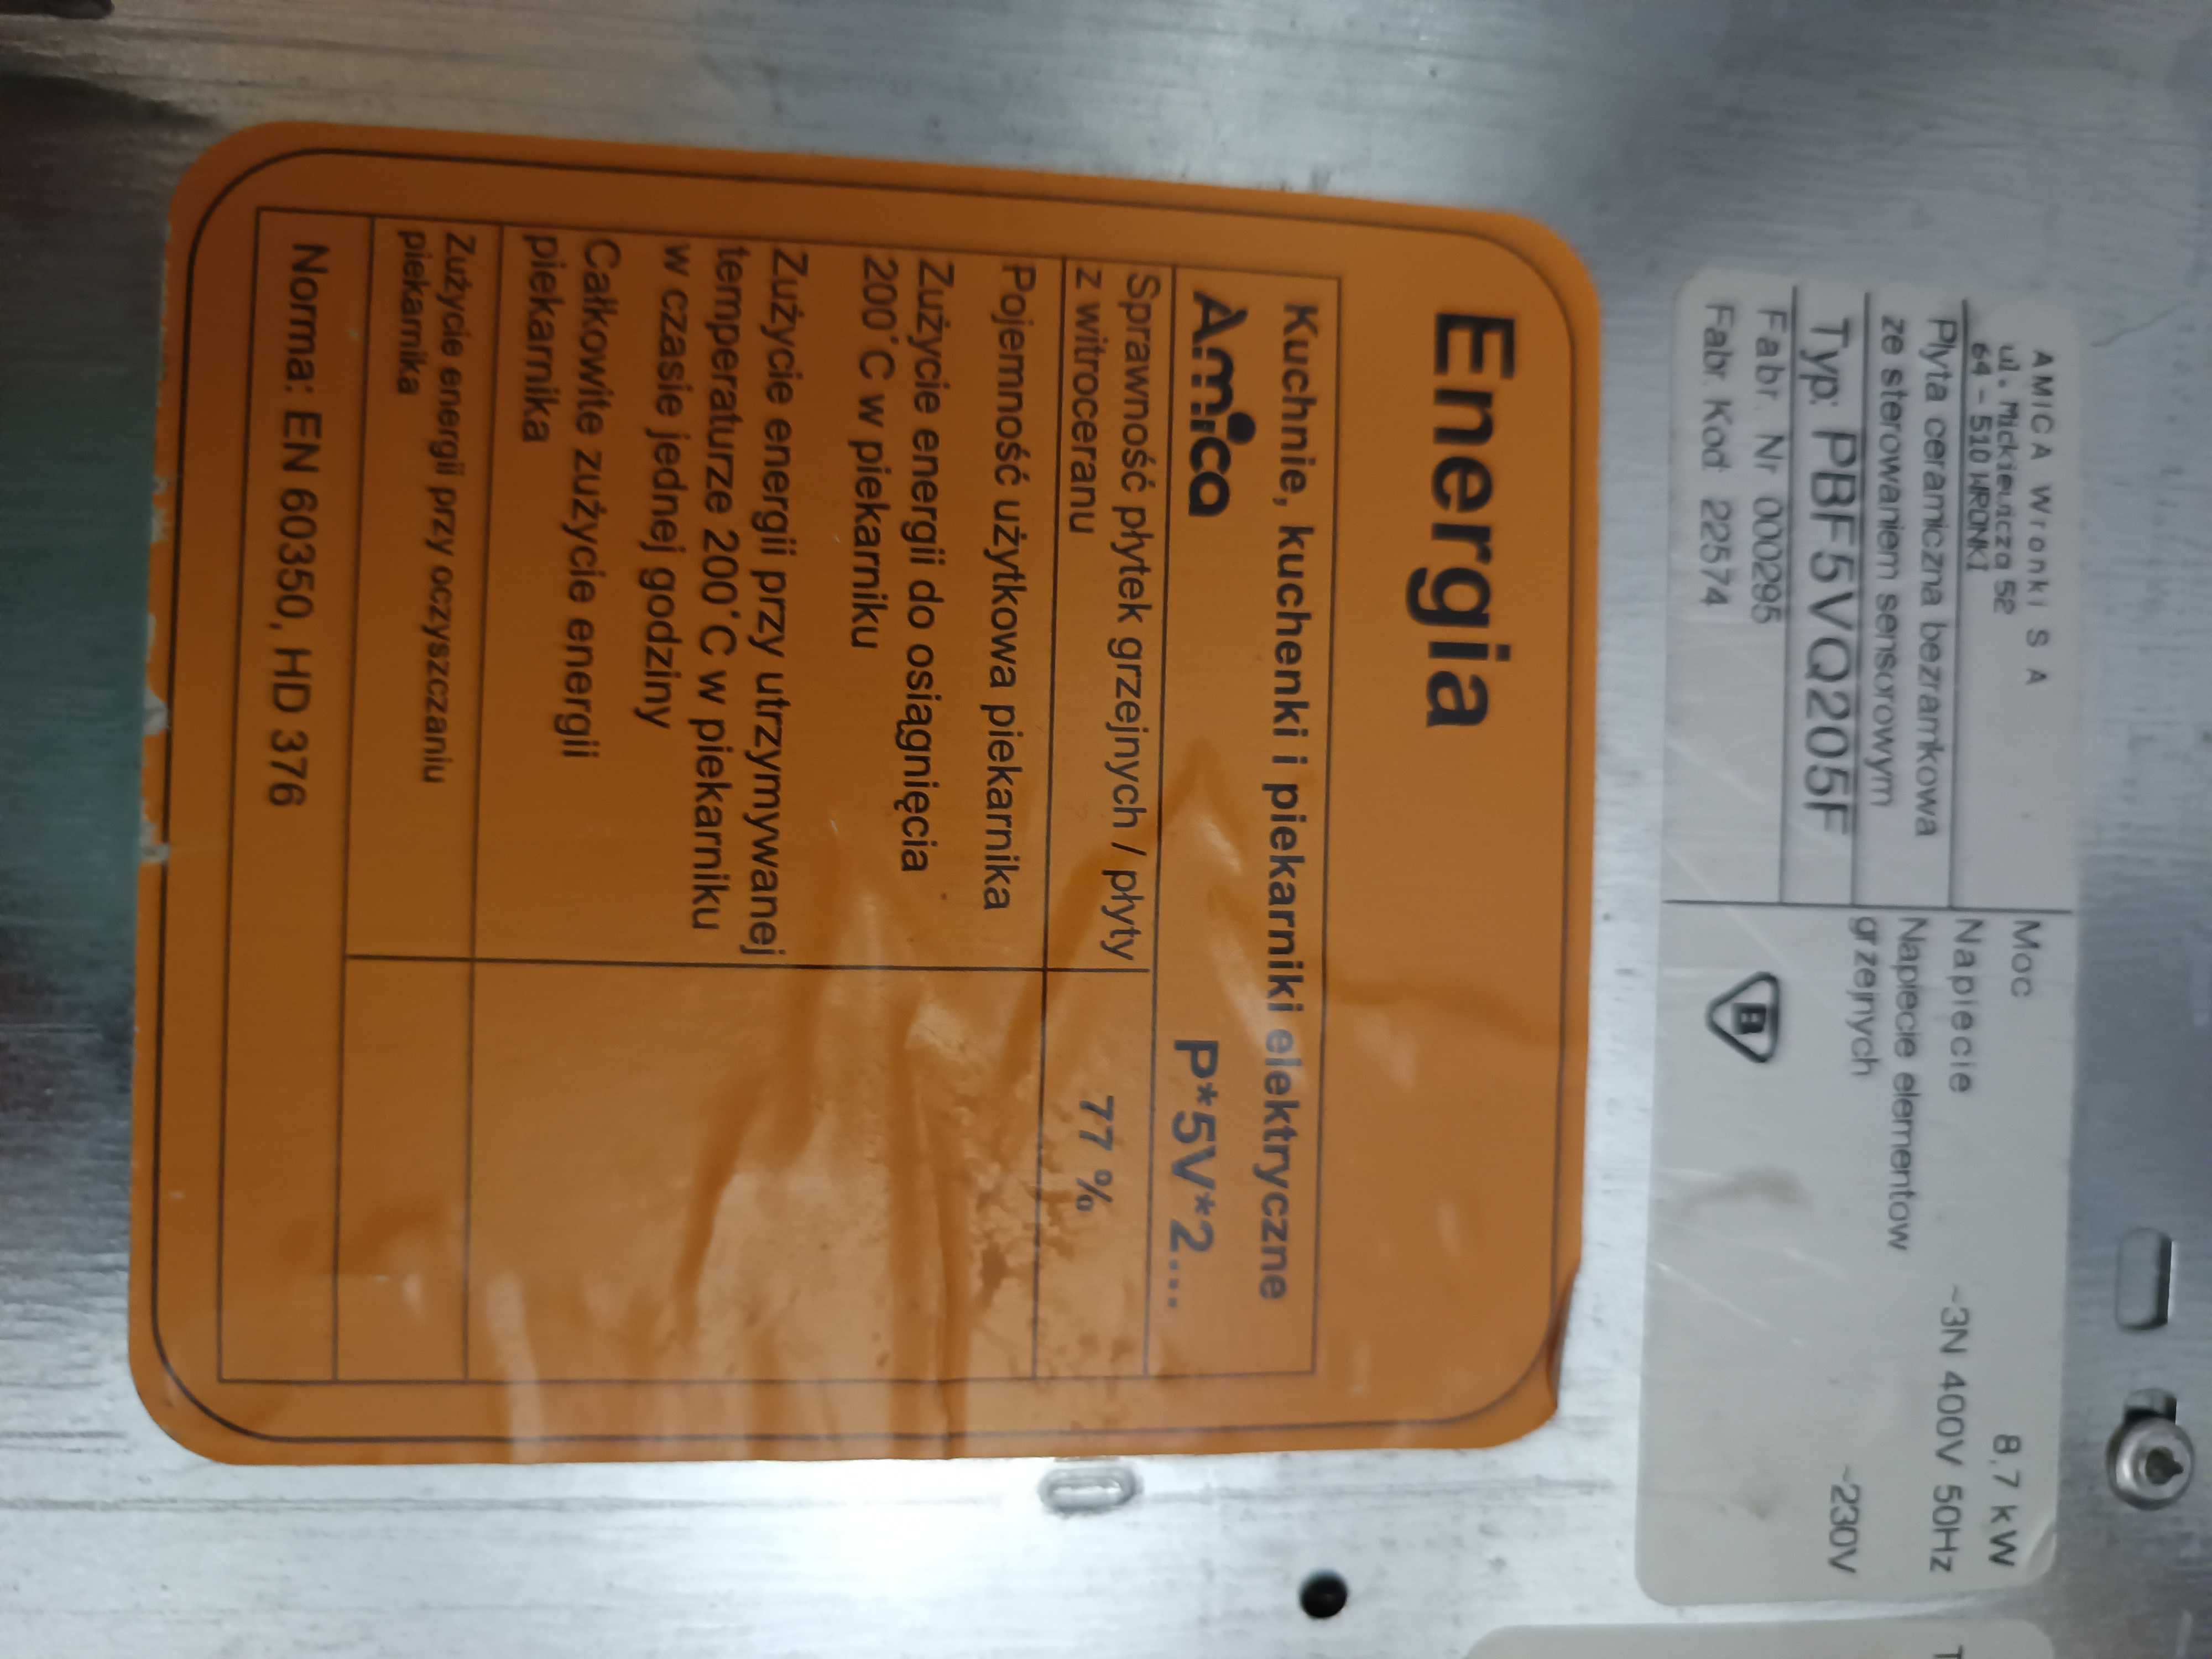 AMICA Wronki S A
ul. Mickiewicza 52
64-510 WRONKI
Płyta ceramiczna bezramkowa
ze sterowaniem sensorowym
Typ: PBF5VQ205F
Fabr. Nr 000295
Fabr. Kod 22574
Moc 8,7 kW
Napiecie ~3N 400V 50Hz
Napiecie elementow
grzejnych ~230V
B
T
Energia
Kuchnie, kuchenki i piekarniki elektryczne
Amica P*5V*2...
Sprawność płytek grzejnych / płyty
z witroceranu 77 %
Pojemność użytkowa piekarnika
Zużycie energii do osiągnięcia
200°C w piekarniku
Zużycie energii przy utrzymywanej
temperaturze 200°C w piekarniku
w czasie jednej godziny
Całkowite zużycie energii
piekarnika
Zużycie energii przy oczyszczaniu
piekarnika
Norma: EN 60350, HD 376